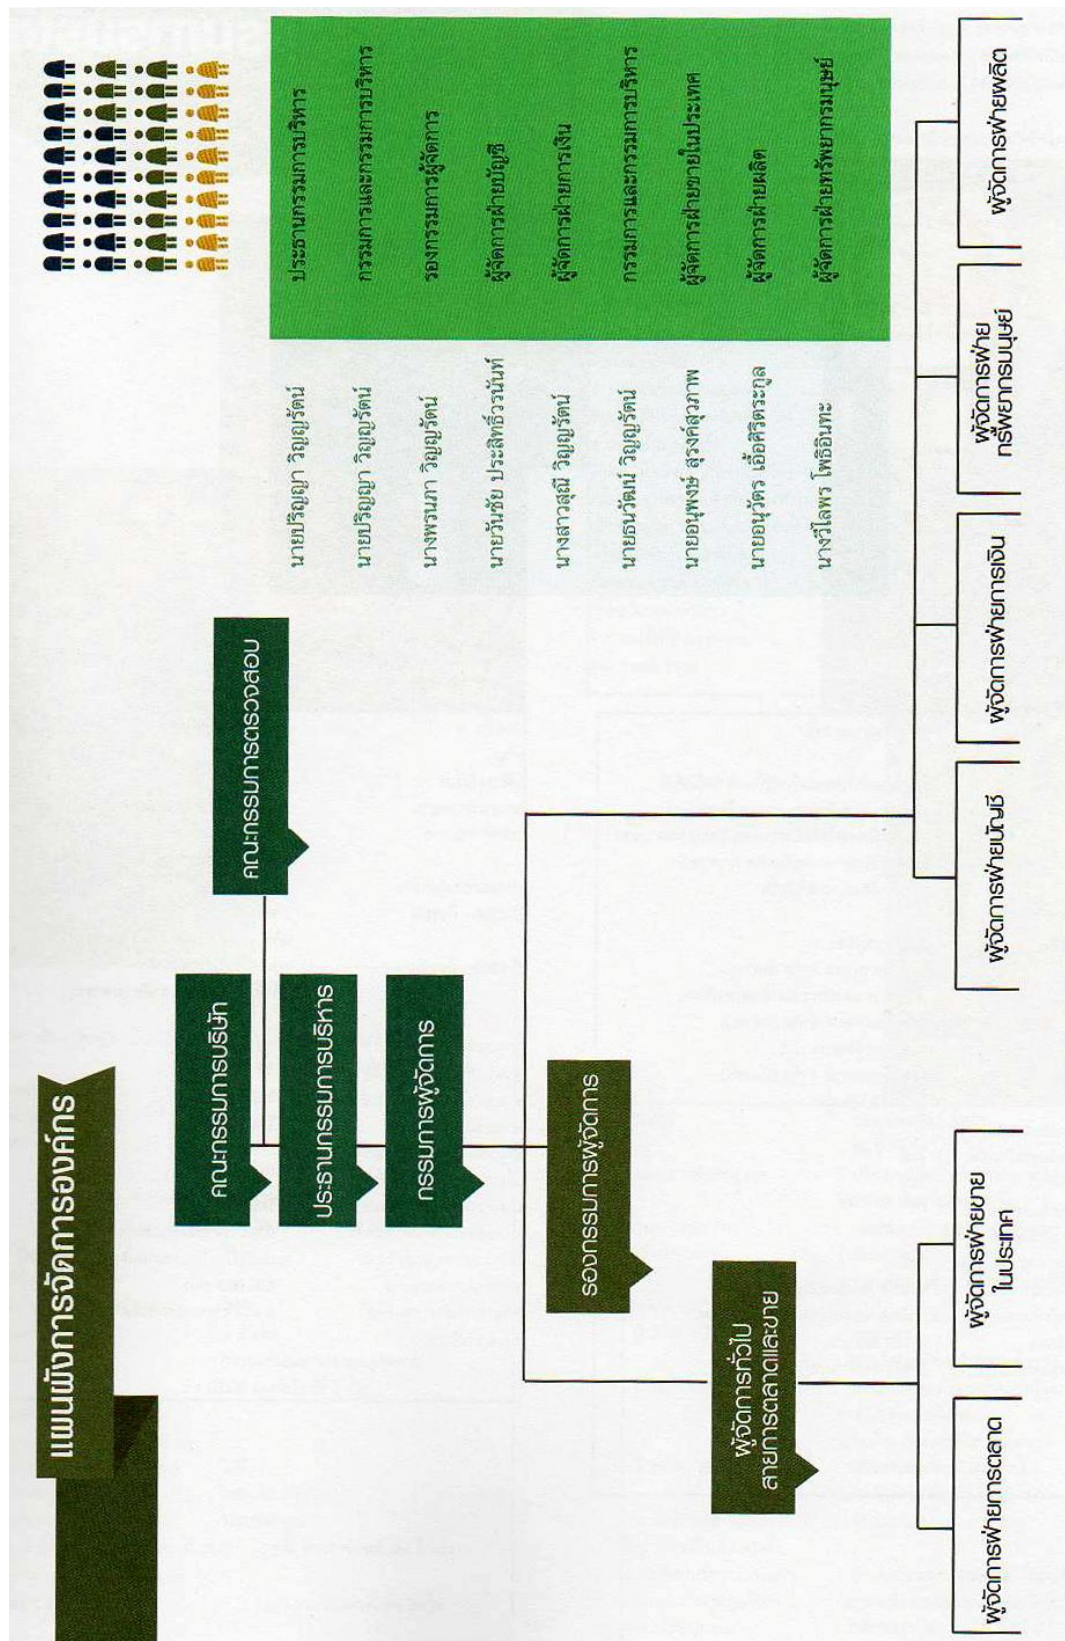 แผนผังการจัดการองค์กร
คณะกรรมการบริษัท
คณะกรรมการตรวจสอบ
ประธานกรรมการบริหาร
กรรมการผู้จัดการ
รองกรรมการผู้จัดการ
ผู้จัดการทั่วไป
สายการตลาดและขาย
ผู้จัดการฝ่ายการตลาด
ผู้จัดการฝ่ายขาย
ในประเทศ
ผู้จัดการฝ่ายบัญชี
ผู้จัดการฝ่ายการเงิน
ผู้จัดการฝ่าย
ทรัพยากรมนุษย์
ผู้จัดการฝ่ายผลิต
นายปริญญา วิญญรัตน์ ประธานกรรมการบริหาร
นายปริญญา วิญญรัตน์ กรรมการและกรรมการบริหาร
นางพรนภา วิญญรัตน์ รองกรรมการผู้จัดการ
นายวันชัย ประสิทธิ์วรนันท์ ผู้จัดการฝ่ายบัญชี
นางสาวสุณี วิญญรัตน์ ผู้จัดการฝ่ายการเงิน
นายธนวัฒน์ วิญญรัตน์ กรรมการและกรรมการบริหาร
นายอนุพงษ์ สุรงค์สุวภาพ ผู้จัดการฝ่ายขายในประเทศ
นายอนุวัตร เอื้อศิริตระกูล ผู้จัดการฝ่ายผลิต
นางวิไลพร โพธิอินทะ ผู้จัดการฝ่ายทรัพยากรมนุษย์